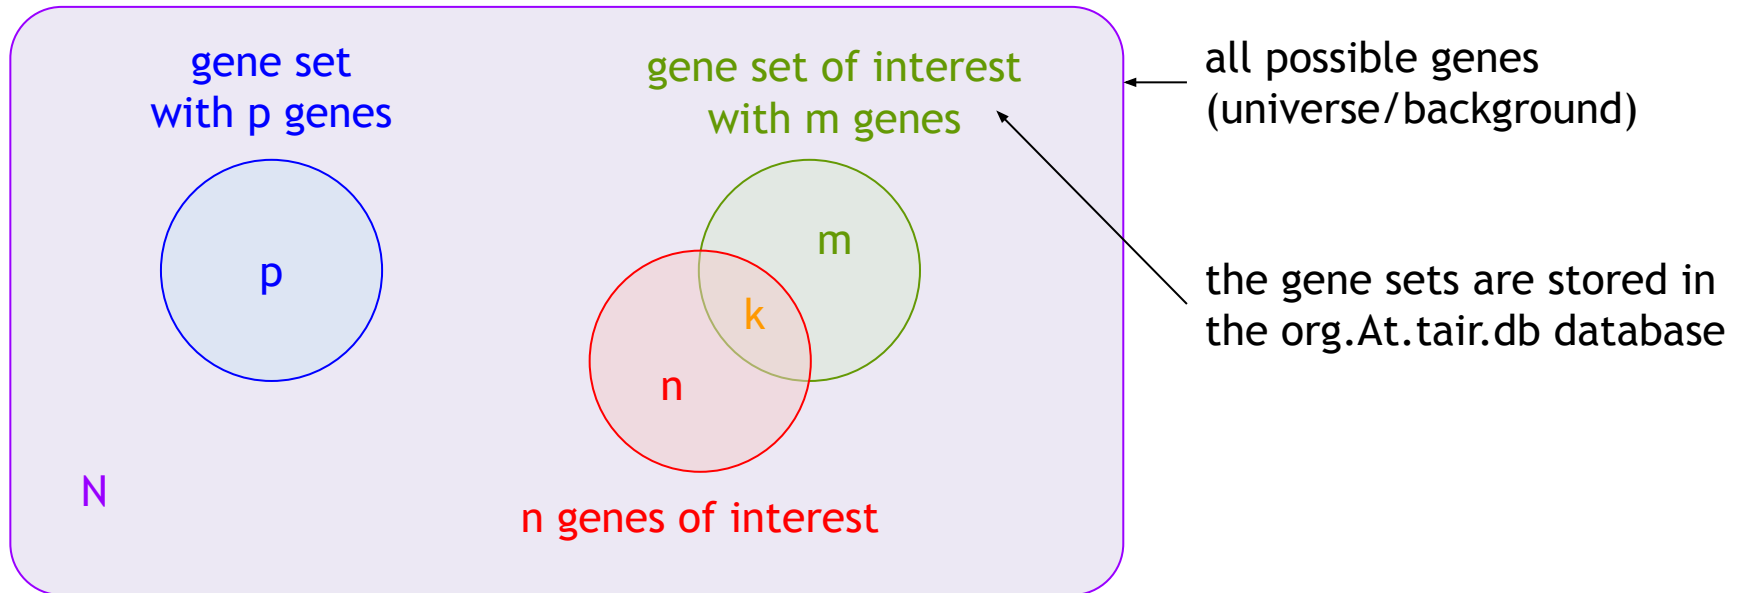 gene set
with p genes
gene set of interest
with m genes
all possible genes
(universe/background)
p
m
k
n
the gene sets are stored in
the org.At.tair.db database
N
n genes of interest